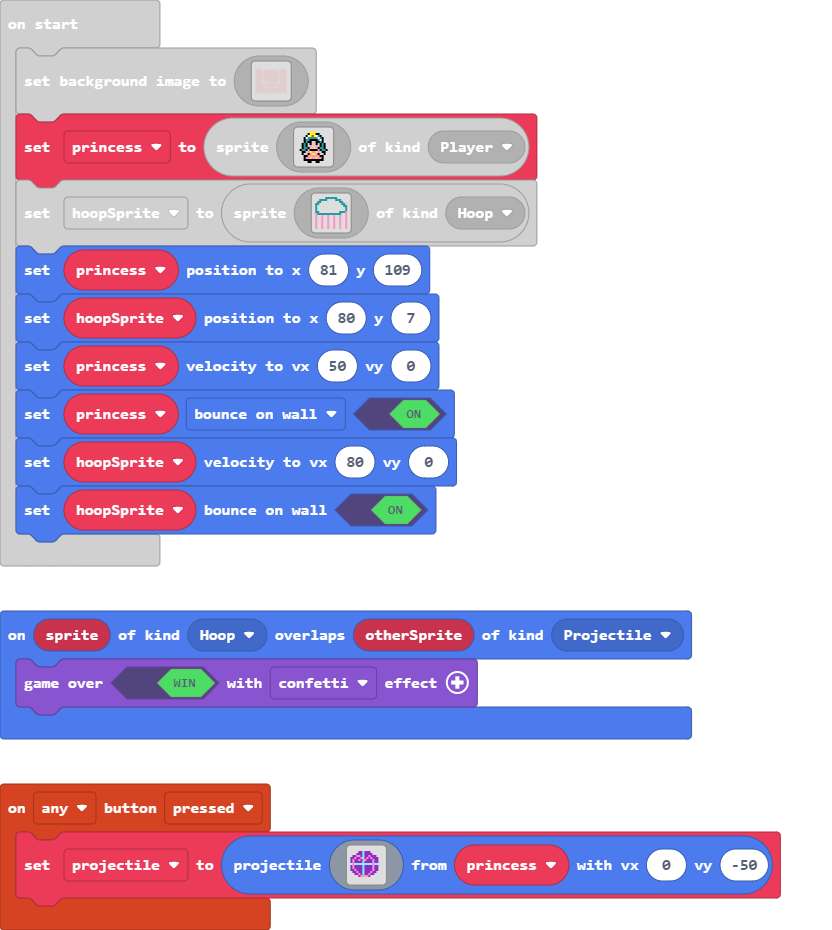 on start
set background image to
set princess to sprite of kind Player
set hoopSprite to sprite of kind Hoop
set princess position to x 81 y 109
set hoopSprite position to x 80 y 7
set princess velocity to vx 50 vy 0
set princess bounce on wall ON
set hoopSprite velocity to vx 80 vy 0
set hoopSprite bounce on wall ON
on sprite of kind Hoop overlaps otherSprite of kind Projectile
game over WIN with confetti effect
on any button pressed
set projectile to projectile from princess with vx 0 vy -50